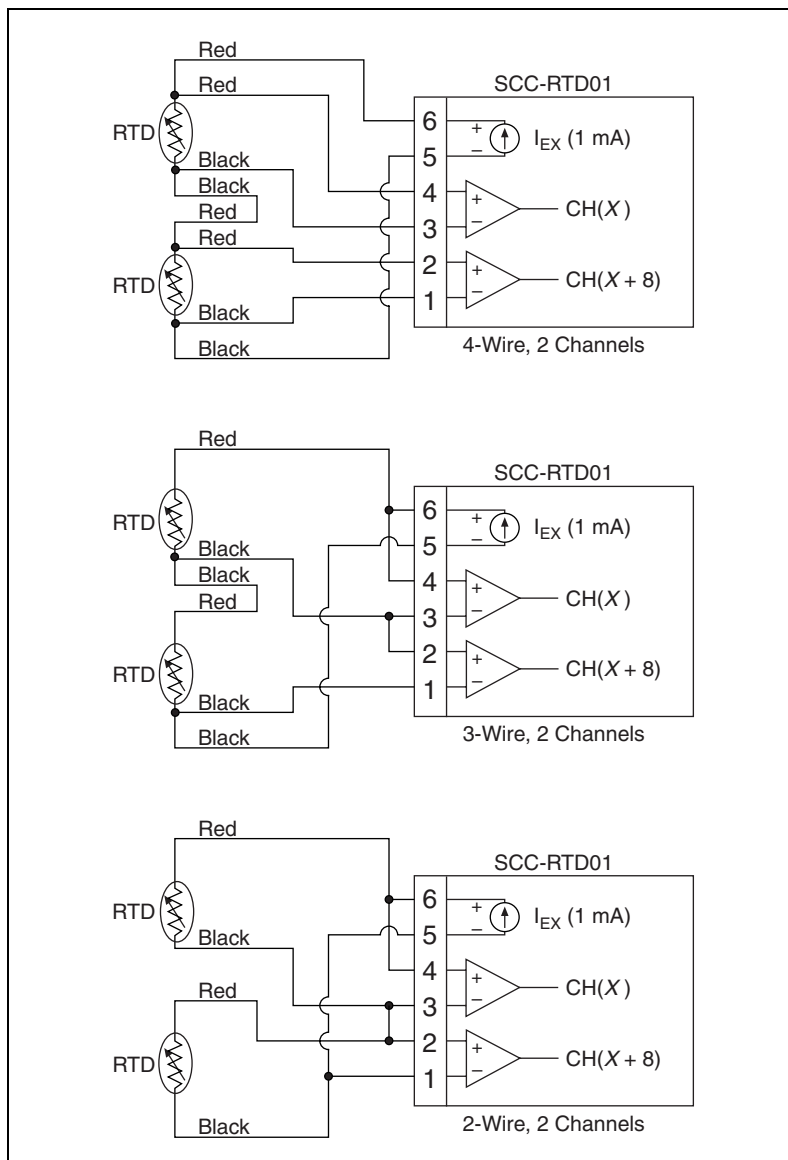 Red
Red
RTD
Black
Black
Red
Red
RTD
Black
Black
SCC-RTD01
6
5
4
3
2
1
+
−
I_EX (1 mA)
+
−
CH(X)
+
−
CH(X + 8)
4-Wire, 2 Channels
Red
RTD
Black
Black
Red
RTD
Black
Black
SCC-RTD01
6
5
4
3
2
1
+
−
I_EX (1 mA)
+
−
CH(X)
+
−
CH(X + 8)
3-Wire, 2 Channels
Red
RTD
Black
Red
RTD
Black
SCC-RTD01
6
5
4
3
2
1
+
−
I_EX (1 mA)
+
−
CH(X)
+
−
CH(X + 8)
2-Wire, 2 Channels